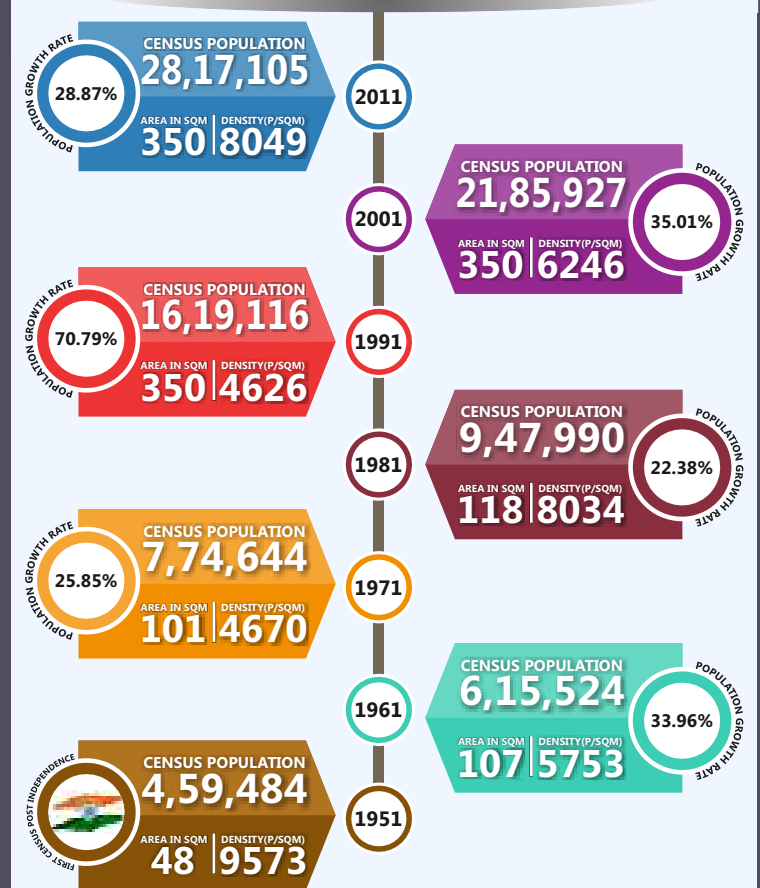 CENSUS POPULATION
28,17,105
POPULATION GROWTH RATE
28.87%
AREA IN SQM
350
DENSITY(P/SQM)
8049
2011
CENSUS POPULATION
21,85,927
POPULATION GROWTH RATE
35.01%
AREA IN SQM
350
DENSITY(P/SQM)
6246
2001
CENSUS POPULATION
16,19,116
POPULATION GROWTH RATE
70.79%
AREA IN SQM
350
DENSITY(P/SQM)
4626
1991
CENSUS POPULATION
9,47,990
POPULATION GROWTH RATE
22.38%
AREA IN SQM
118
DENSITY(P/SQM)
8034
1981
CENSUS POPULATION
7,74,644
POPULATION GROWTH RATE
25.85%
AREA IN SQM
101
DENSITY(P/SQM)
4670
1971
CENSUS POPULATION
6,15,524
POPULATION GROWTH RATE
33.96%
AREA IN SQM
107
DENSITY(P/SQM)
5753
1961
CENSUS POPULATION
4,59,484
FIRST CENSUS POST INDEPENDENCE
AREA IN SQM
48
DENSITY(P/SQM)
9573
1951